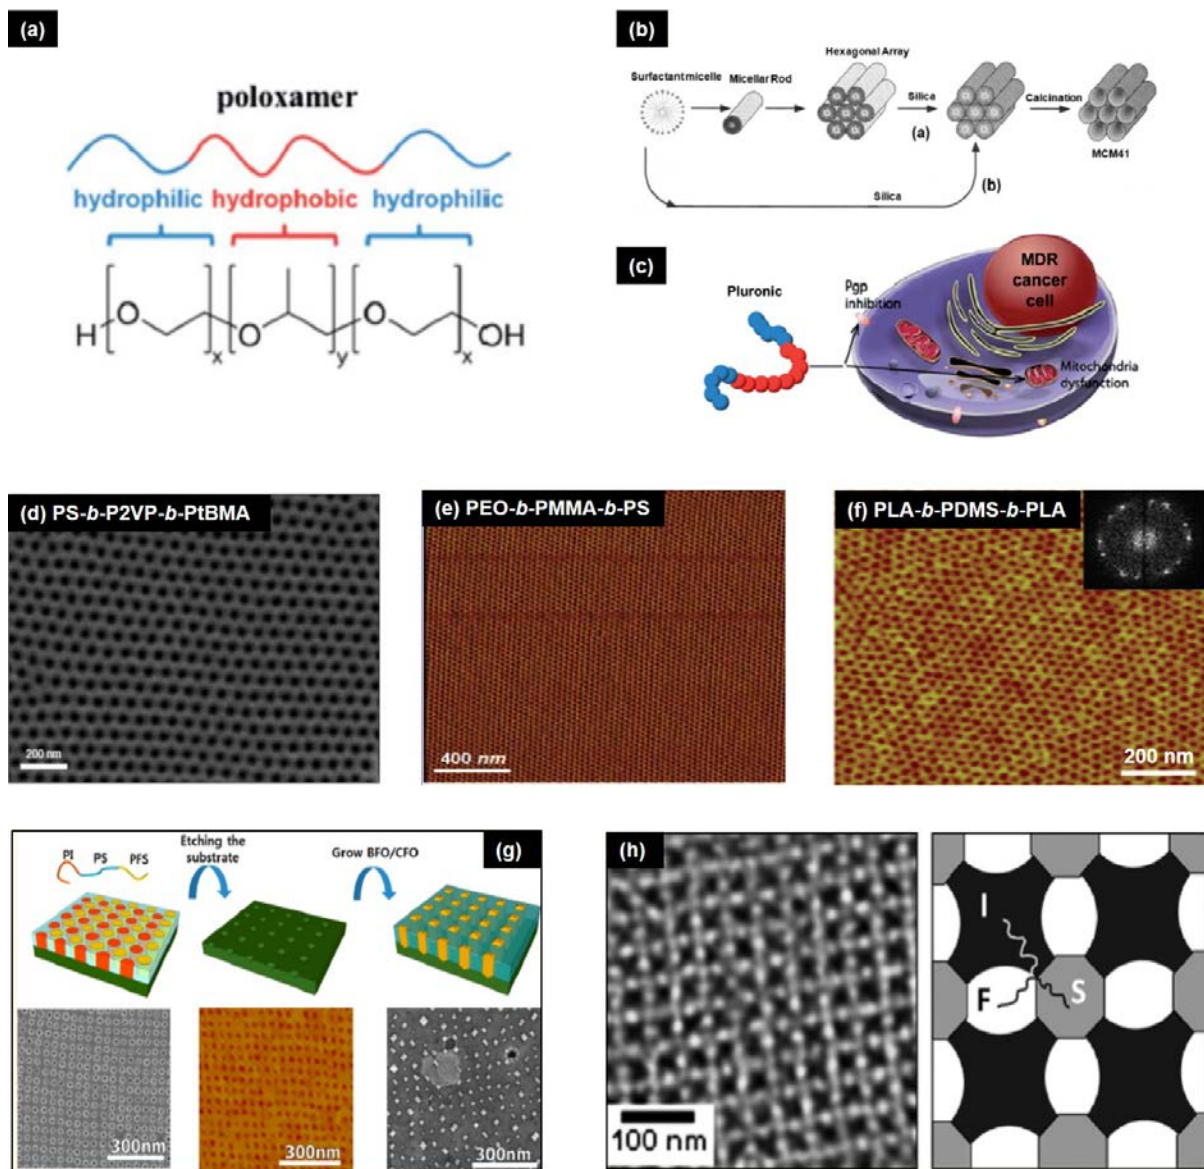 (a)
poloxamer
hydrophilic hydrophobic hydrophilic
H O x O y O x OH
(b)
Hexagonal Array
Surfactant micelle
Micellar Rod
Silica
Calcination
(a)
MCM41
(b)
Silica
(c)
MDR
cancer
cell
Pluronic
Pgp
inhibition
Mitochondria
dysfunction
(d) PS-b-P2VP-b-PtBMA
200 nm
(e) PEO-b-PMMA-b-PS
400 nm
(f) PLA-b-PDMS-b-PLA
200 nm
(g)
PI PS PFS
Etching the
substrate
Grow BFO/CFO
300nm
300nm
300nm
(h)
100 nm
I
F
S